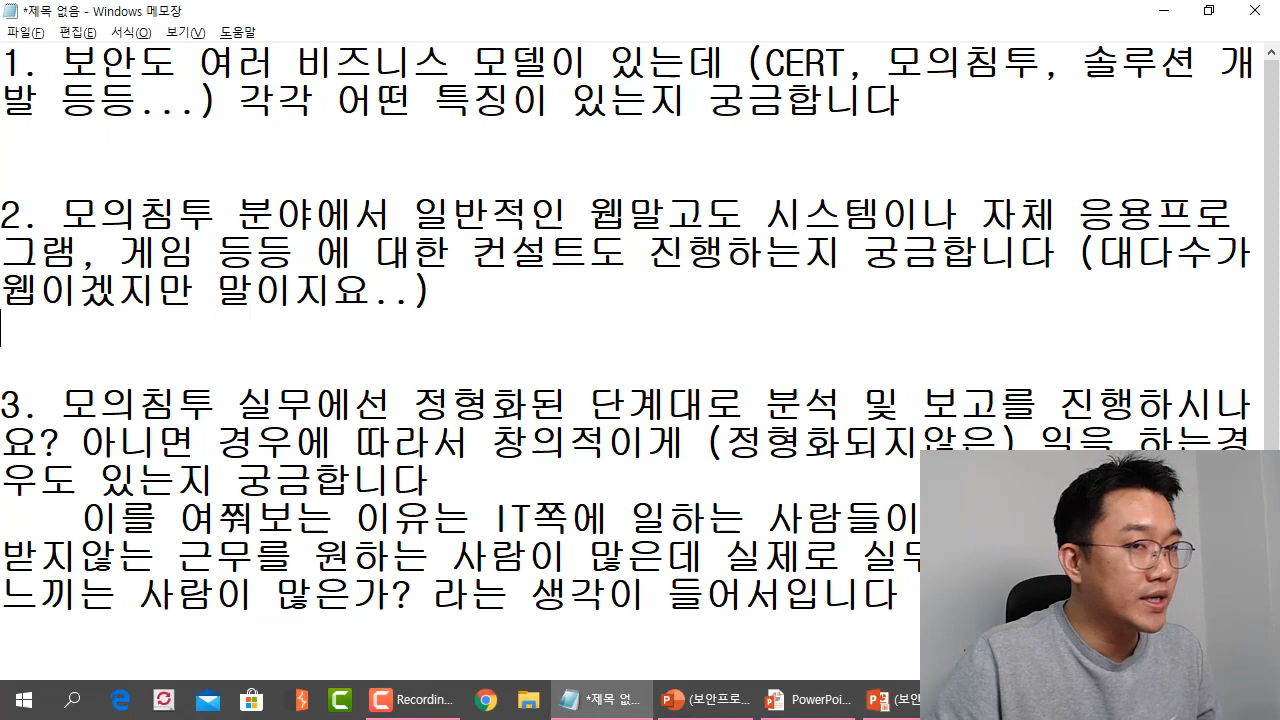 *제목 없음 - Windows 메모장
파일(F) 편집(E) 서식(O) 보기(V) 도움말
1. 보안도 여러 비즈니스 모델이 있는데 (CERT, 모의침투, 솔루션 개
발 등등...) 각각 어떤 특징이 있는지 궁금합니다
2. 모의침투 분야에서 일반적인 웹말고도 시스템이나 자체 응용프로
그램, 게임 등등 에 대한 컨설트도 진행하는지 궁금합니다 (대다수가
웹이겠지만 말이지요..)
3. 모의침투 실무에선 정형화된 단계대로 분석 및 보고를 진행하시나
요? 아니면 경우에 따라서 창의적이게 (정형화되지않은) 일을 하는경
우도 있는지 궁금합니다
이를 여쭤보는 이유는 IT쪽에 일하는 사람들이
받지않는 근무를 원하는 사람이 많은데 실제로
느끼는 사람이 많은가? 라는 생각이 들어서입니다
Recordin... *제목 없... (보안프로... PowerPoi... (보안